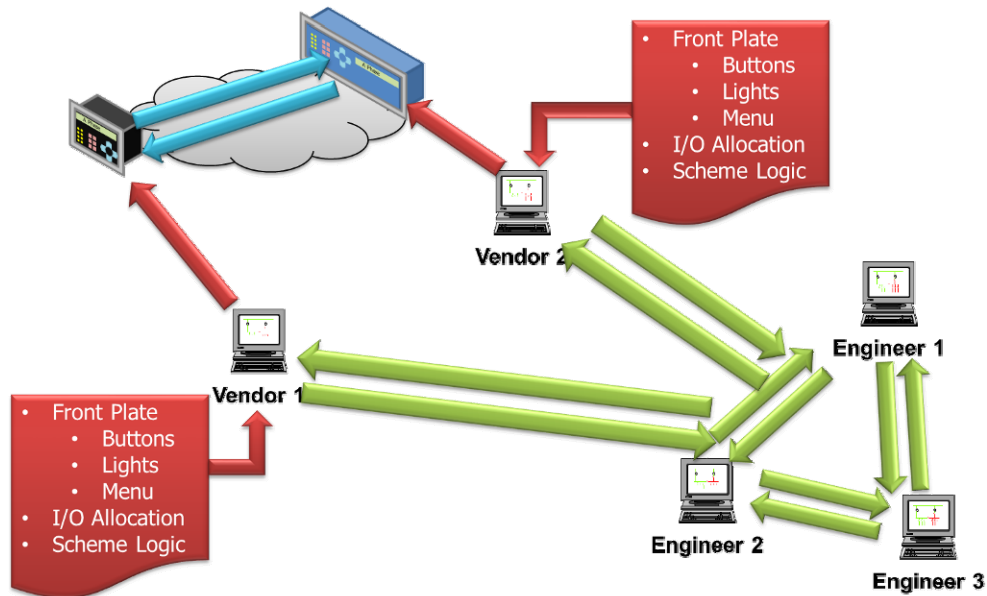 • Front Plate
• Buttons
• Lights
• Menu
• I/O Allocation
• Scheme Logic
Vendor 2
Engineer 1
Vendor 1
• Front Plate
• Buttons
• Lights
• Menu
• I/O Allocation
• Scheme Logic
Engineer 2
Engineer 3